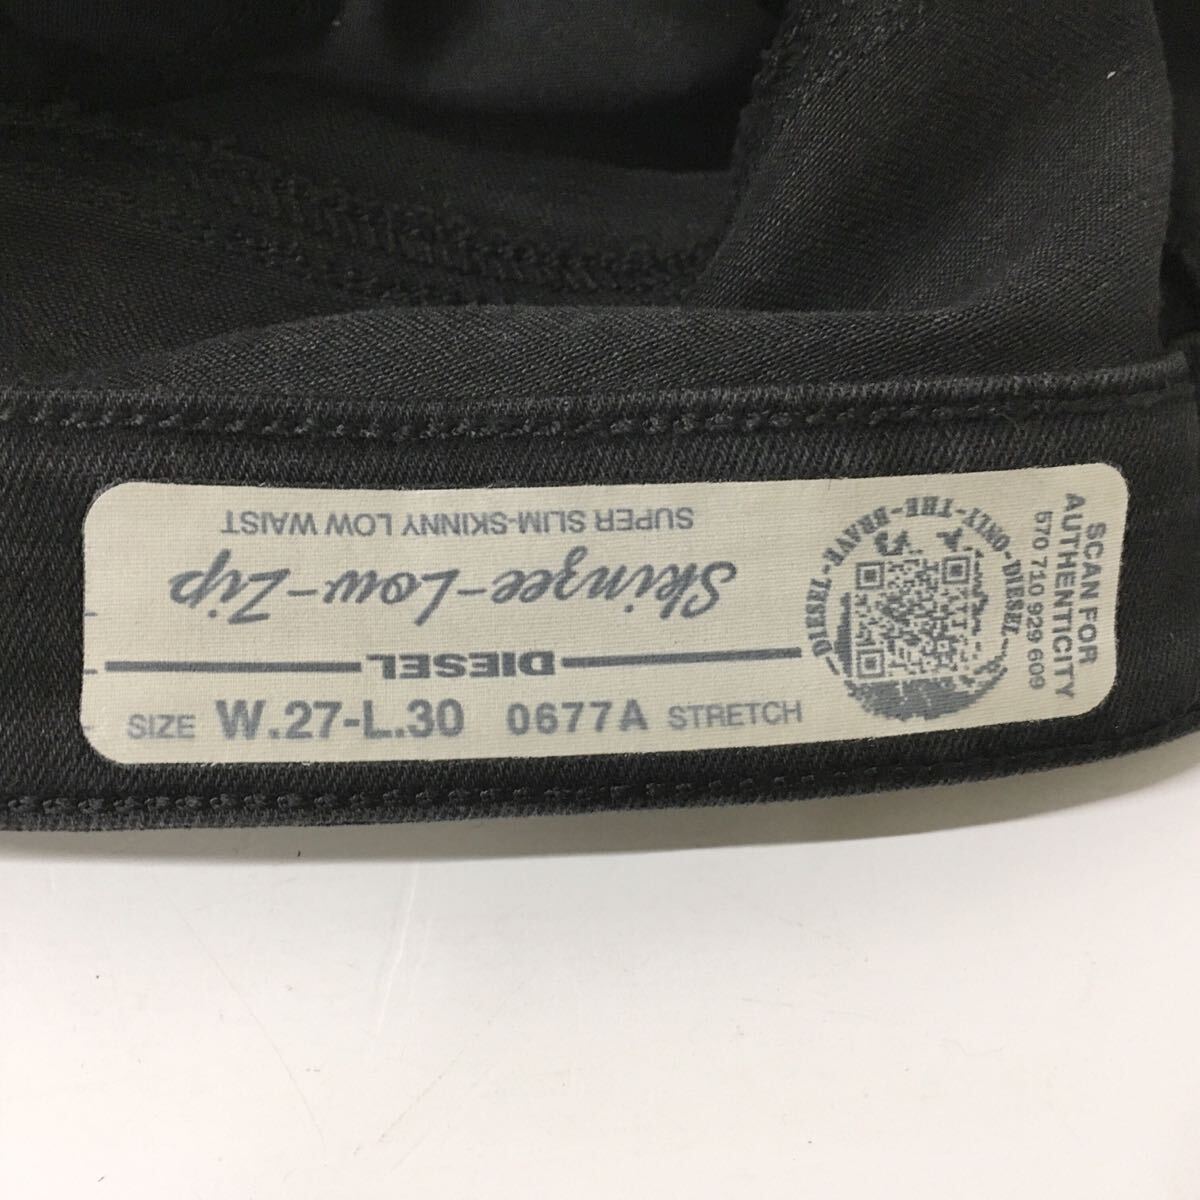 SUPER SLIM-SKINNY LOW WAIST
Skinzee-Low-Zip
DIESEL
SIZE W.27-L.30 0677A STRETCH
DIESEL-ONLY-THE-BRAVE-DIESEL
SCAN FOR
AUTHENTICITY
570 710 929 609